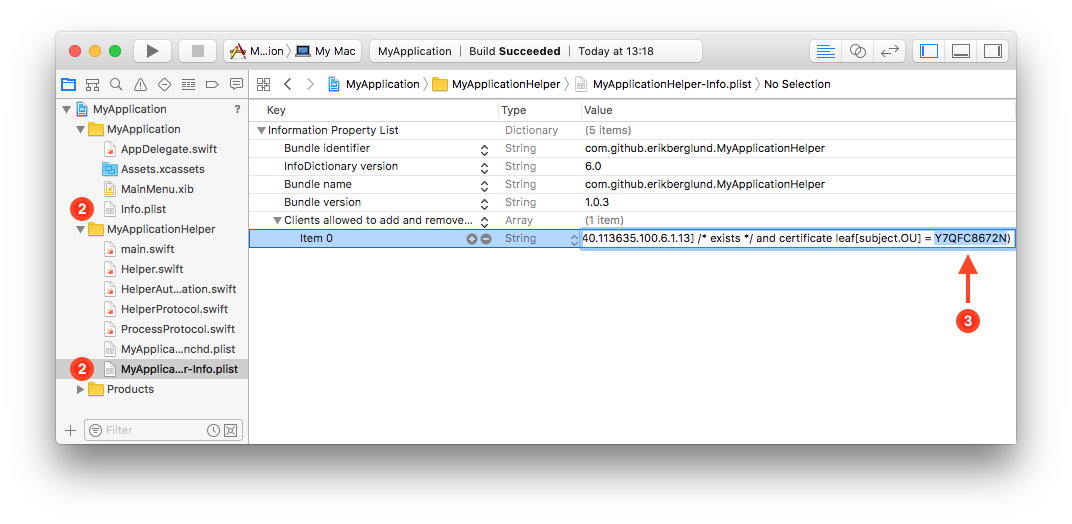 M...ion My Mac MyApplication | Build Succeeded | Today at 13:18
MyApplication MyApplicationHelper MyApplicationHelper-Info.plist No Selection
MyApplication ?
MyApplication
AppDelegate.swift
Assets.xcassets
MainMenu.xib
2 Info.plist
MyApplicationHelper
main.swift
Helper.swift
HelperAut...ation.swift
HelperProtocol.swift
ProcessProtocol.swift
MyApplica...nchd.plist
2 MyApplica...r-Info.plist
Products
Filter
Key Type Value
Information Property List Dictionary (5 items)
Bundle identifier String com.github.erikberglund.MyApplicationHelper
InfoDictionary version String 6.0
Bundle name String com.github.erikberglund.MyApplicationHelper
Bundle version String 1.0.3
Clients allowed to add and remove... Array (1 item)
Item 0 String 40.113635.100.6.1.13] /* exists */ and certificate leaf[subject.OU] = Y7QFC8672N)
3